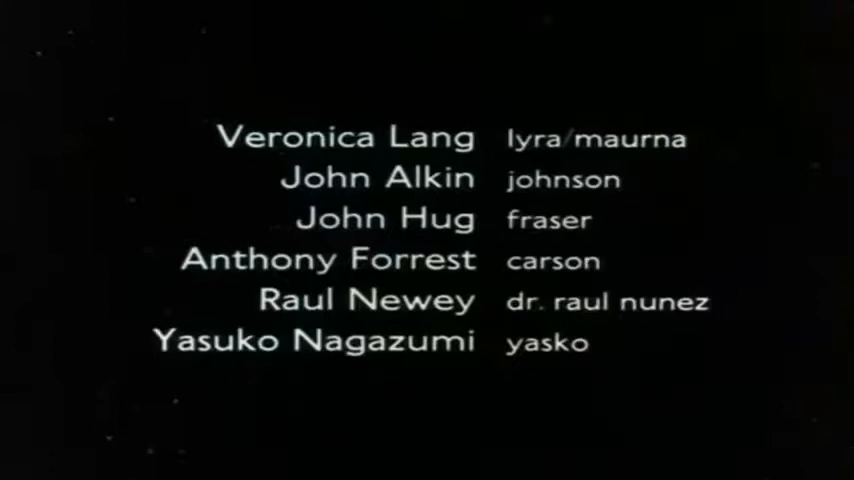 Veronica Lang lyra/maurna
John Alkin johnson
John Hug fraser
Anthony Forrest carson
Raul Newey dr. raul nunez
Yasuko Nagazumi yasko